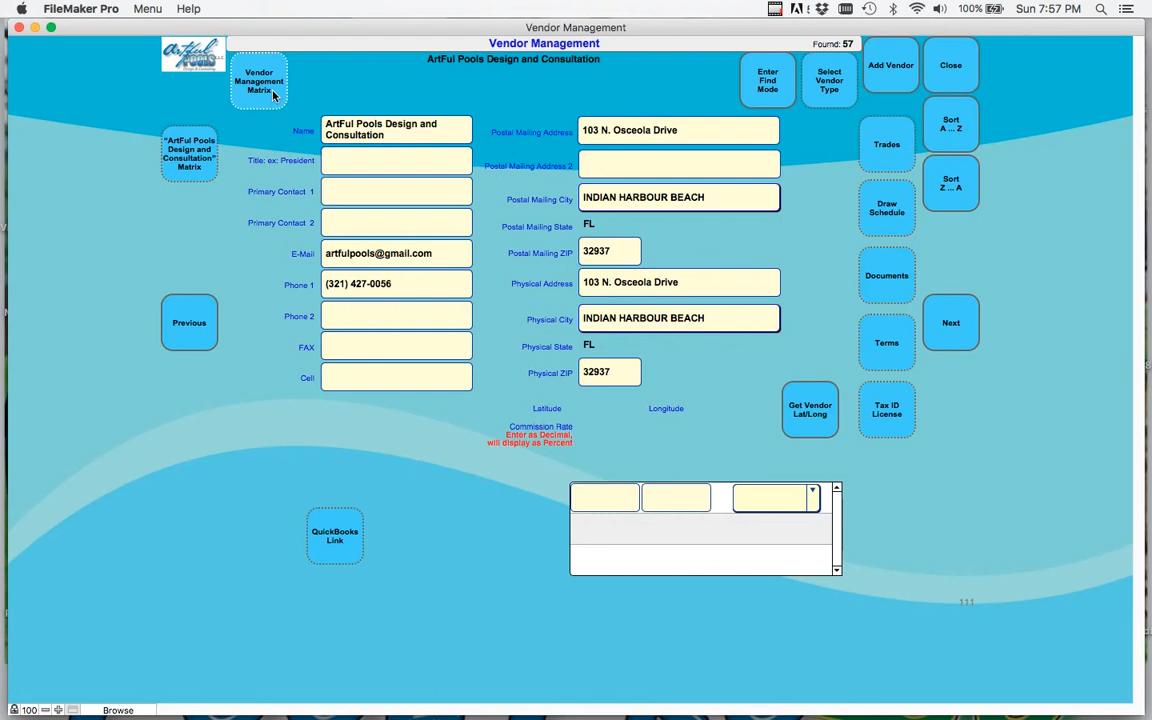 FileMaker Pro Menu Help
100% Sun 7:57 PM
Vendor Management
Artful
POOLS
Vendor Management
ArtFul Pools Design and Consultation
Fournd: 57
Vendor
Management
Matrix
Enter
Find
Mode
Select
Vendor
Type
Add Vendor
Close
Sort
A ... Z
Sort
Z ... A
"ArtFul Pools
Design and
Consultation"
Matrix
Name
ArtFul Pools Design and
Consultation
Title: ex: President
Primary Contact 1
Primary Contact 2
E-Mail
artfulpools@gmail.com
Phone 1
(321) 427-0056
Phone 2
FAX
Cell
Postal Mailing Address
103 N. Osceola Drive
Postal Mailing Address 2
Postal Mailing City
INDIAN HARBOUR BEACH
Postal Mailing State
FL
Postal Mailing ZIP
32937
Physical Address
103 N. Osceola Drive
Physical City
INDIAN HARBOUR BEACH
Physical State
FL
Physical ZIP
32937
Latitude
Longitude
Commission Rate
Enter as Decimal,
will display as Percent
Trades
Draw
Schedule
Documents
Terms
Get Vendor
Lat/Long
Tax ID
License
Previous
Next
QuickBooks
Link
111
100
Browse